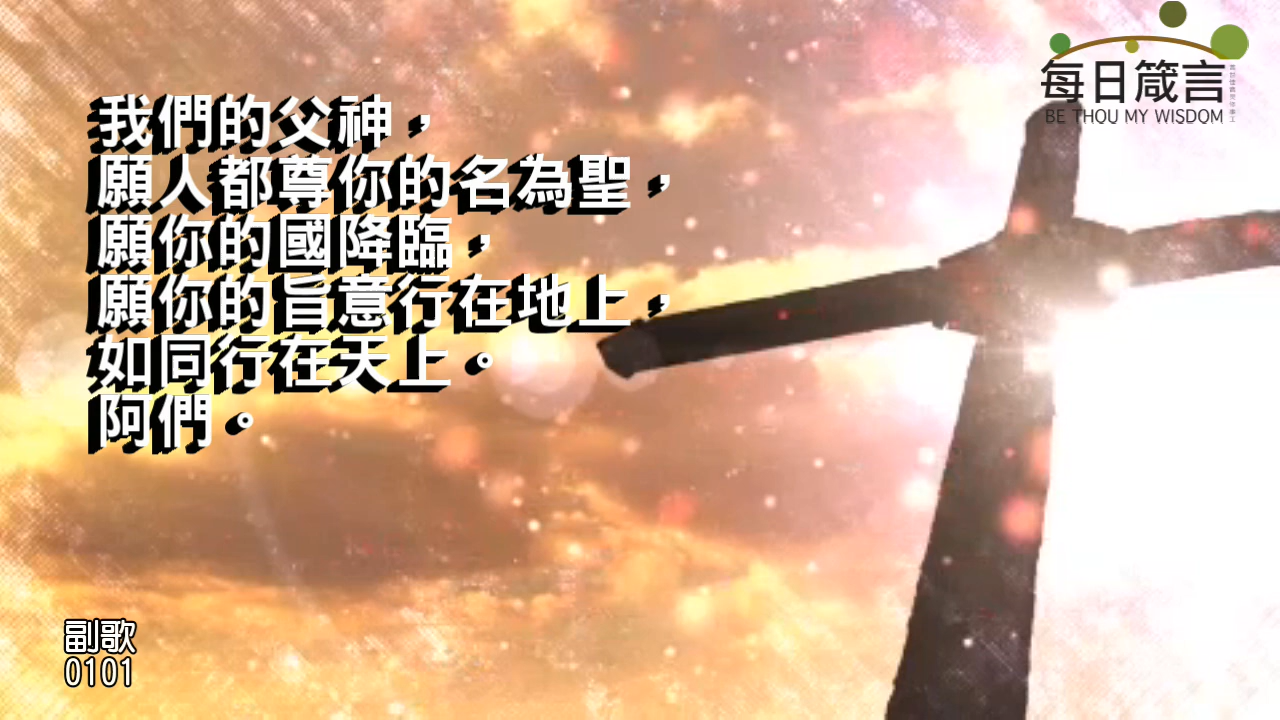 每日箴言
BE THOU MY WISDOM
我們的父神，
願人都尊你的名為聖，
願你的國降臨，
願你的旨意行在地上，
如同行在天上。
阿們。
副歌
0101